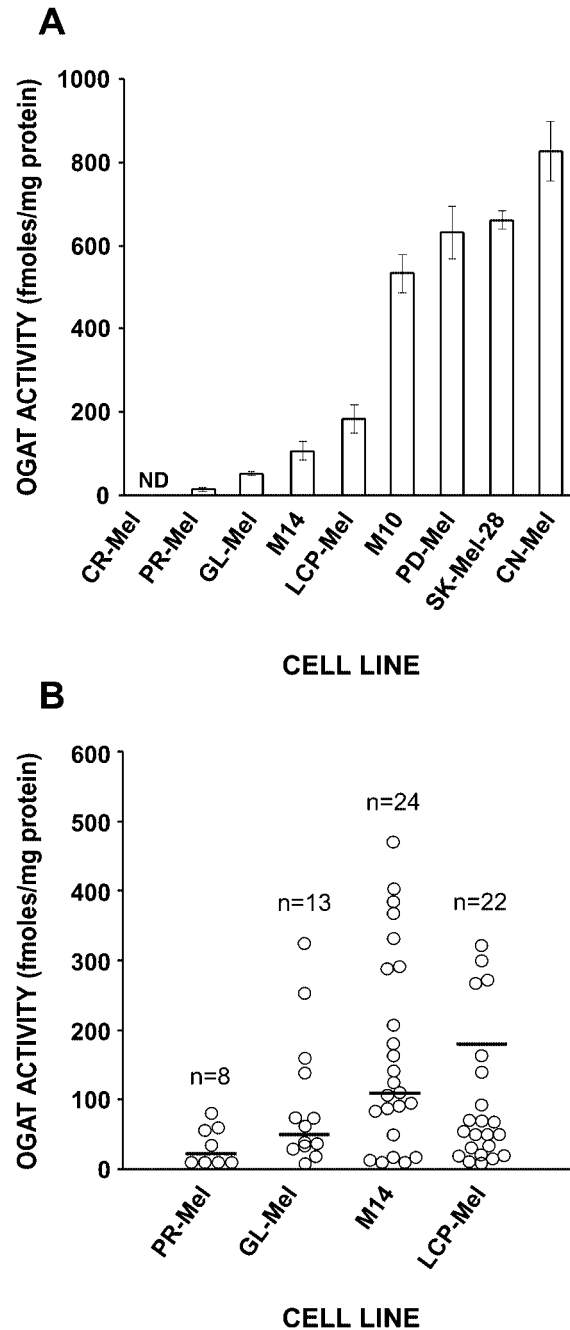 A
OGAT ACTIVITY (fmoles/mg protein)
1000
800
600
400
200
0
ND
CR-Mel
PR-Mel
GL-Mel
M14
LCP-Mel
M10
PD-Mel
SK-Mel-28
CN-Mel
CELL LINE
B
OGAT ACTIVITY (fmoles/mg protein)
600
500
400
300
200
100
0
n=8
n=13
n=24
n=22
PR-Mel
GL-Mel
M14
LCP-Mel
CELL LINE